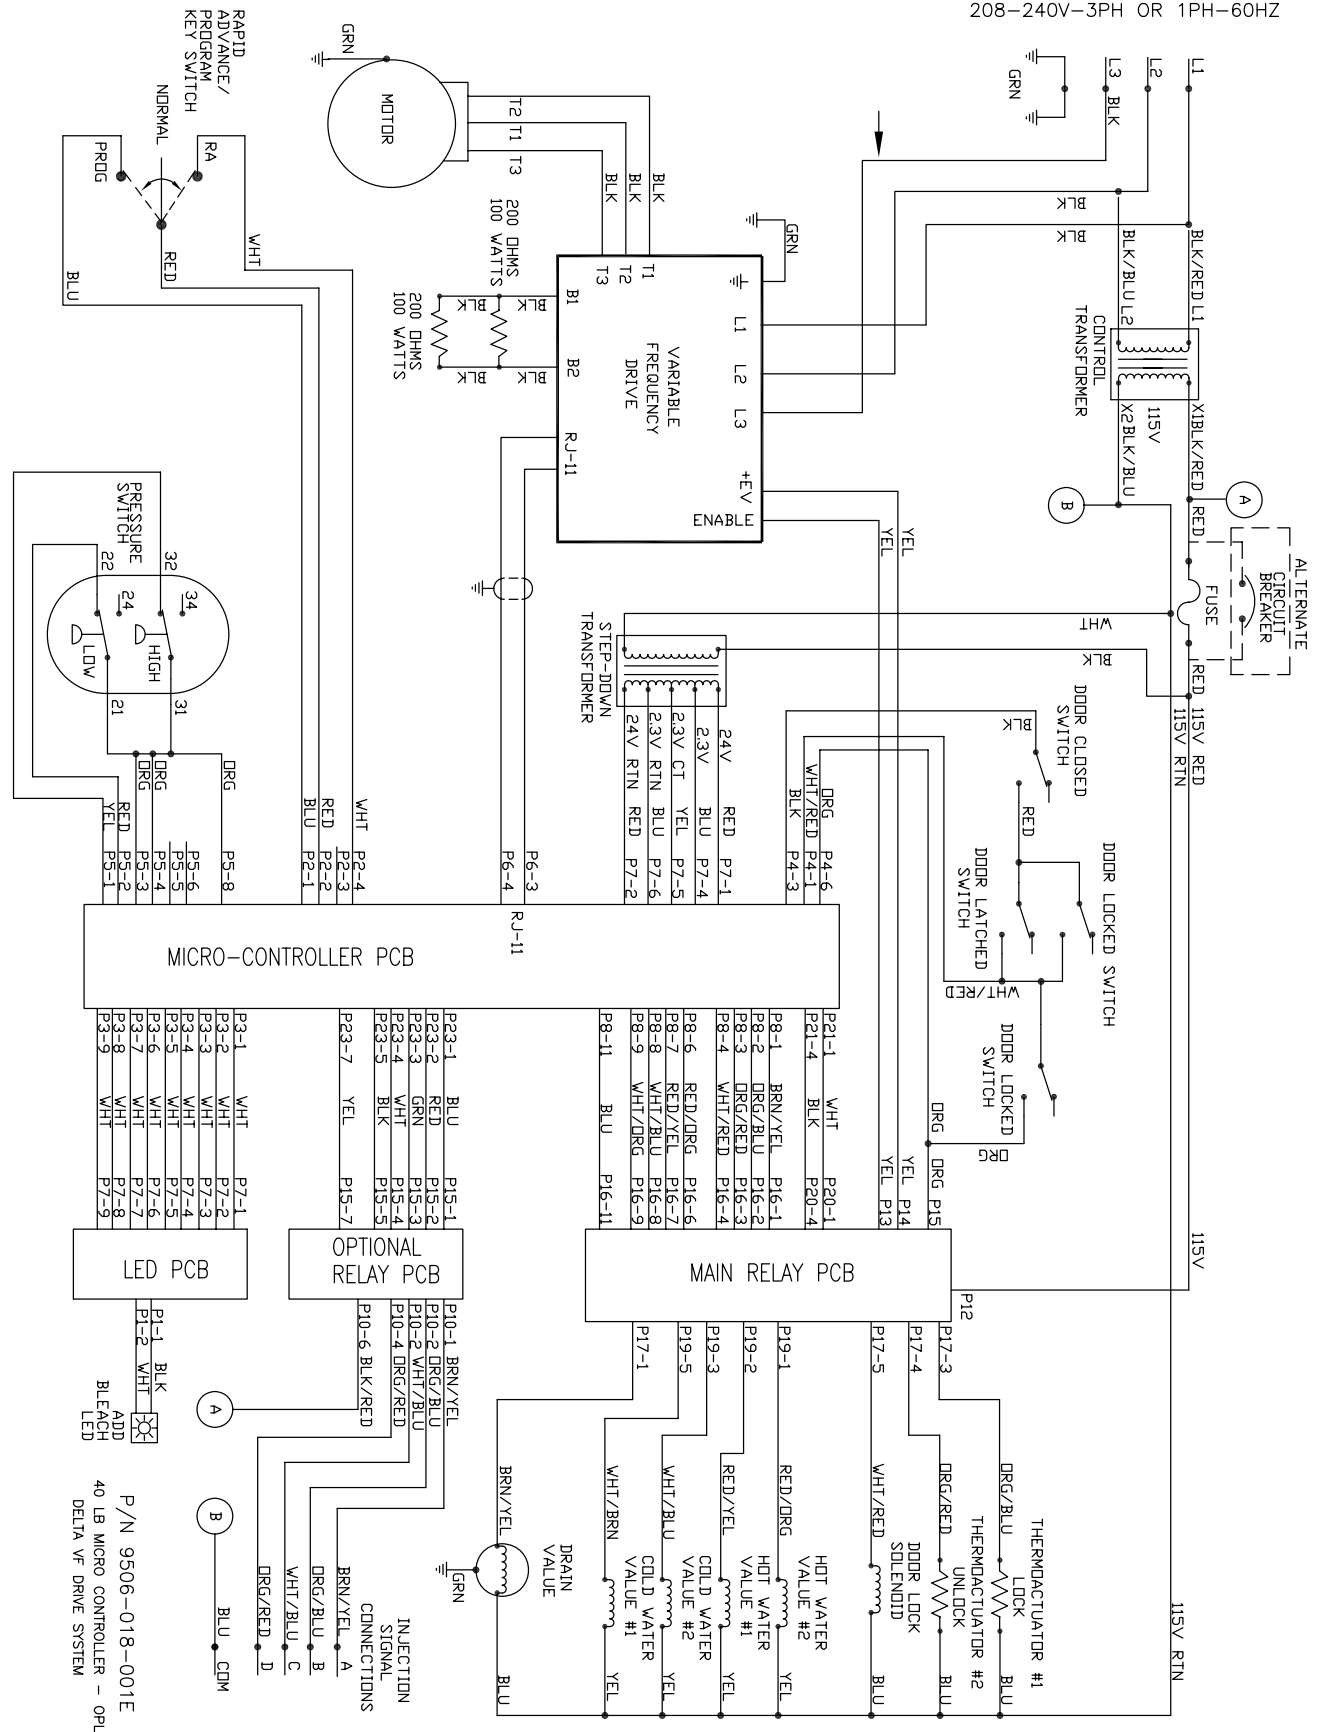 208-240V-3PH OR 1PH-60HZ
L1
L2
L3
BLK
GRN
BLK
BLK
BLK/RED L1
BLK/BLU L2
CONTROL
TRANSFORMER
115V
X1 BLK/RED
X2 BLK/BLU
A
B
RED
ALTERNATE
CIRCUIT
BREAKER
FUSE
RED
115V RED
115V RTN
WHT
BLK
115V
115V RTN
RAPID
ADVANCE/
PROGRAM
KEY SWITCH
NORMAL
RA
PROG
WHT
RED
BLU
GRN
MOTOR
T2
T1
T3
BLK
BLK
BLK
200 OHMS
100 WATTS
200 OHMS
100 WATTS
BLK
BLK
BLK
BLK
GRN
T1
T2
T3
B1
B2
RJ-11
VARIABLE
FREQUENCY
DRIVE
L1
L2
L3
+EV
ENABLE
YEL
YEL
PRESSURE
SWITCH
32
22
34
24
HIGH
LOW
31
21
ORG
ORG
ORG
RED
YEL
P5-8
P5-6
P5-5
P5-4
P5-3
P5-2
P5-1
WHT
RED
BLU
P2-4
P2-3
P2-2
P2-1
P6-3
P6-4
STEP-DOWN
TRANSFORMER
24V
2.3V
2.3V CT
2.3V RTN
24V RTN
RED
BLU
YEL
BLU
RED
P7-1
P7-4
P7-5
P7-6
P7-2
ORG
WHT/RED
BLK
P4-6
P4-1
P4-3
DOOR CLOSED
SWITCH
BLK
RED
DOOR LOCKED SWITCH
DOOR LATCHED
SWITCH
WHT/RED
DOOR LOCKED
SWITCH
ORG
ORG
ORG
P15
YEL
P14
YEL
P13
MICRO-CONTROLLER PCB
RJ-11
P21-1 WHT P20-1
P21-4 BLK P20-4
P8-1 BRN/YEL P16-1
P8-2 ORG/BLU P16-2
P8-3 ORG/RED P16-3
P8-4 WHT/RED P16-4
P8-6 RED/ORG P16-6
P8-7 RED/YEL P16-7
P8-8 WHT/BLU P16-8
P8-9 WHT/ORG P16-9
P8-11 BLU P16-11
P23-1 BLU P15-1
P23-2 RED P15-2
P23-3 GRN P15-3
P23-4 WHT P15-4
P23-5 BLK P15-5
P23-7 YEL P15-7
P3-1 WHT P7-1
P3-2 WHT P7-2
P3-3 WHT P7-3
P3-4 WHT P7-4
P3-5 WHT P7-5
P3-6 WHT P7-6
P3-7 WHT P7-7
P3-8 WHT P7-8
P3-9 WHT P7-9
MAIN RELAY PCB
P12
OPTIONAL
RELAY PCB
LED PCB
P17-3
P17-4
P17-5
P19-1
P19-2
P19-3
P19-5
P17-1
P10-1 BRN/YEL
P10-2 ORG/BLU
P10-2 WHT/BLU
P10-4 ORG/RED
P10-6 BLK/RED
P1-1 BLK
P1-2 WHT
ADD
BLEACH
LED
A
B
BLU
COM
ORG/RED D
WHT/BLU C
ORG/BLU B
BRN/YEL A
INJECTION
SIGNAL
CONNECTIONS
ORG/BLU
THERMOACTUATOR #1
LOCK
ORG/RED
THERMOACTUATOR #2
UNLOCK
BLU
WHT/RED
DOOR LOCK
SOLENOID
BLU
RED/ORG
HOT WATER
VALUE #2
YEL
RED/YEL
HOT WATER
VALUE #1
YEL
WHT/BLU
COLD WATER
VALUE #2
YEL
WHT/BRN
COLD WATER
VALUE #1
YEL
BRN/YEL
DRAIN
VALUE
GRN
BLU
P/N 9506-018-001E
40 LB MICRO CONTROLLER - OPL
DELTA VF DRIVE SYSTEM